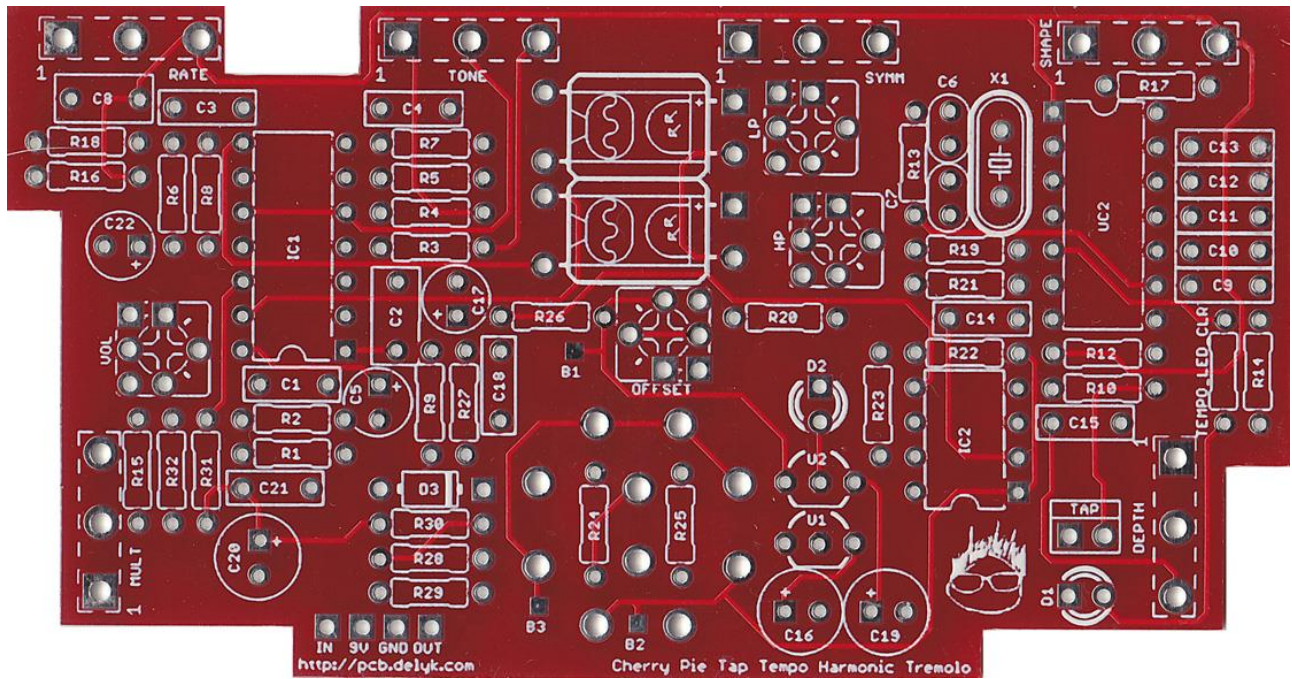 1
RATE
1
TONE
1
SYMM
SHAPE
1
C8
C3
C4
LP
C6
X1
R17
R18
R16
R6
R8
IC1
R7
R5
R4
R3
R13
C7
UC2
C13
C12
C11
C10
C9
C22
+
+
+
HP
R19
R21
C14
R22
VOL
C2
C17
+
R26
B1
OFFSET
R20
D2
R23
IC2
R12
R10
C15
TEMPO_LED_CLR
R14
C1
C5
+
R2
R1
R9
R27
C18
R15
R32
R31
C21
D3
R30
R28
R29
C20
+
MULT
1
R24
R25
U2
U1
B3
B2
+
C16
+
C19
TAP
1
DEPTH
D1
IN 9V GND OUT
http://pcb.delyk.com
Cherry Pie Tap Tempo Harmonic Tremolo